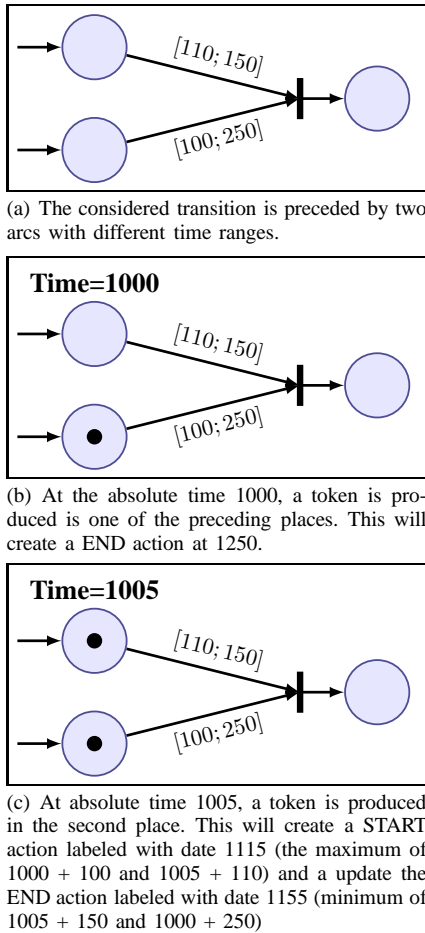 [110; 150]
[100; 250]
(a) The considered transition is preceded by two
arcs with different time ranges.
Time=1000
[110; 150]
[100; 250]
(b) At the absolute time 1000, a token is pro-
duced is one of the preceding places. This will
create a END action at 1250.
Time=1005
[110; 150]
[100; 250]
(c) At absolute time 1005, a token is produced
in the second place. This will create a START
action labeled with date 1115 (the maximum of
1000 + 100 and 1005 + 110) and a update the
END action labeled with date 1155 (minimum of
1005 + 150 and 1000 + 250)